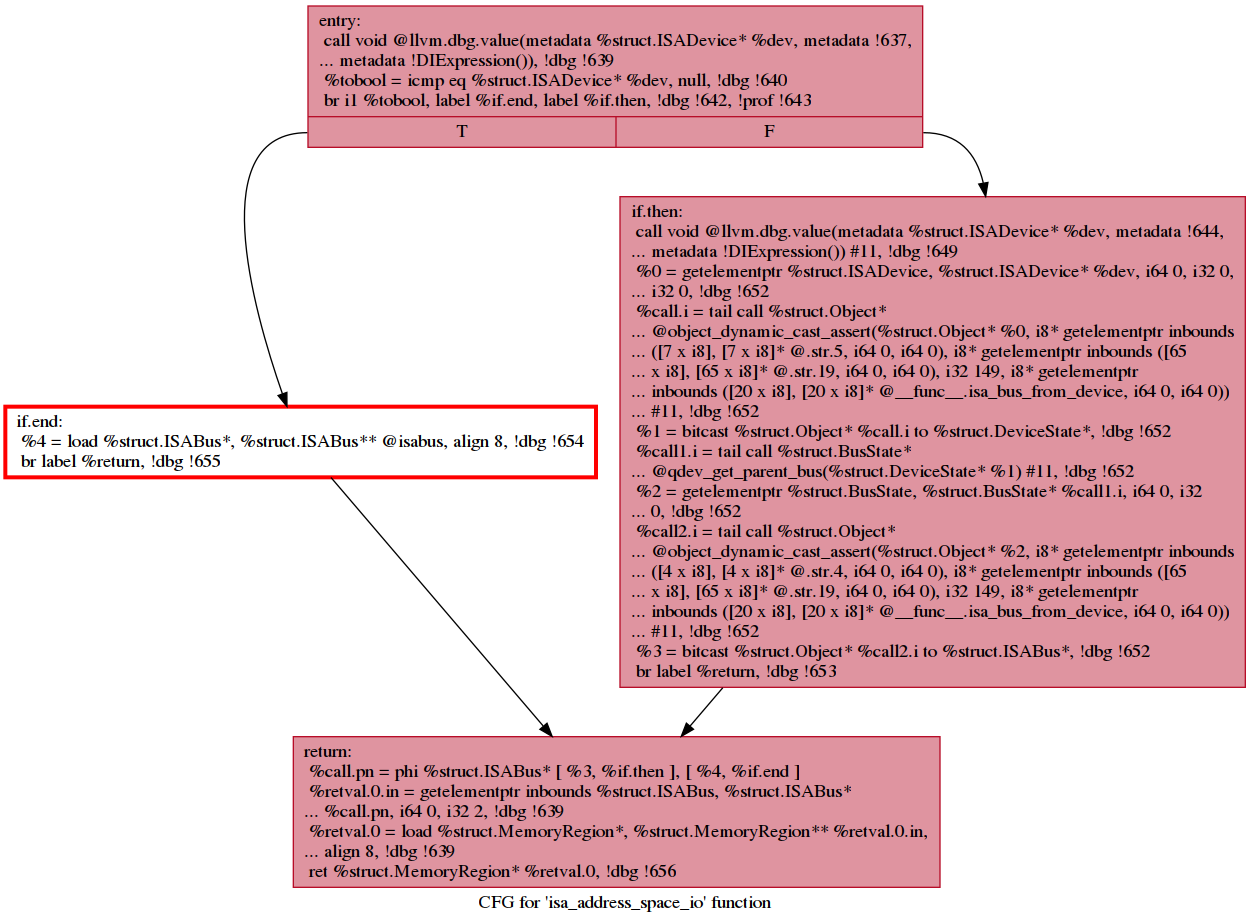 entry:
call void @llvm.dbg.value(metadata %struct.ISADevice* %dev, metadata !637,
... metadata !DIExpression()), !dbg !639
%tobool = icmp eq %struct.ISADevice* %dev, null, !dbg !640
br i1 %tobool, label %if.end, label %if.then, !dbg !642, !prof !643
T
F
if.then:
call void @llvm.dbg.value(metadata %struct.ISADevice* %dev, metadata !644,
... metadata !DIExpression()) #11, !dbg !649
%0 = getelementptr %struct.ISADevice, %struct.ISADevice* %dev, i64 0, i32 0,
... i32 0, !dbg !652
%call.i = tail call %struct.Object*
... @object_dynamic_cast_assert(%struct.Object* %0, i8* getelementptr inbounds
... ([7 x i8], [7 x i8]* @.str.5, i64 0, i64 0), i8* getelementptr inbounds ([65
... x i8], [65 x i8]* @.str.19, i64 0, i64 0), i32 149, i8* getelementptr
... inbounds ([20 x i8], [20 x i8]* @__func__.isa_bus_from_device, i64 0, i64 0))
... #11, !dbg !652
%1 = bitcast %struct.Object* %call.i to %struct.DeviceState*, !dbg !652
%call1.i = tail call %struct.BusState*
... @qdev_get_parent_bus(%struct.DeviceState* %1) #11, !dbg !652
%2 = getelementptr %struct.BusState, %struct.BusState* %call1.i, i64 0, i32
... 0, !dbg !652
%call2.i = tail call %struct.Object*
... @object_dynamic_cast_assert(%struct.Object* %2, i8* getelementptr inbounds
... ([4 x i8], [4 x i8]* @.str.4, i64 0, i64 0), i8* getelementptr inbounds ([65
... x i8], [65 x i8]* @.str.19, i64 0, i64 0), i32 149, i8* getelementptr
... inbounds ([20 x i8], [20 x i8]* @__func__.isa_bus_from_device, i64 0, i64 0))
... #11, !dbg !652
%3 = bitcast %struct.Object* %call2.i to %struct.ISABus*, !dbg !652
br label %return, !dbg !653
if.end:
%4 = load %struct.ISABus*, %struct.ISABus** @isabus, align 8, !dbg !654
br label %return, !dbg !655
return:
%call.pn = phi %struct.ISABus* [ %3, %if.then ], [ %4, %if.end ]
%retval.0.in = getelementptr inbounds %struct.ISABus, %struct.ISABus*
... %call.pn, i64 0, i32 2, !dbg !639
%retval.0 = load %struct.MemoryRegion*, %struct.MemoryRegion** %retval.0.in,
... align 8, !dbg !639
ret %struct.MemoryRegion* %retval.0, !dbg !656
CFG for 'isa_address_space_io' function